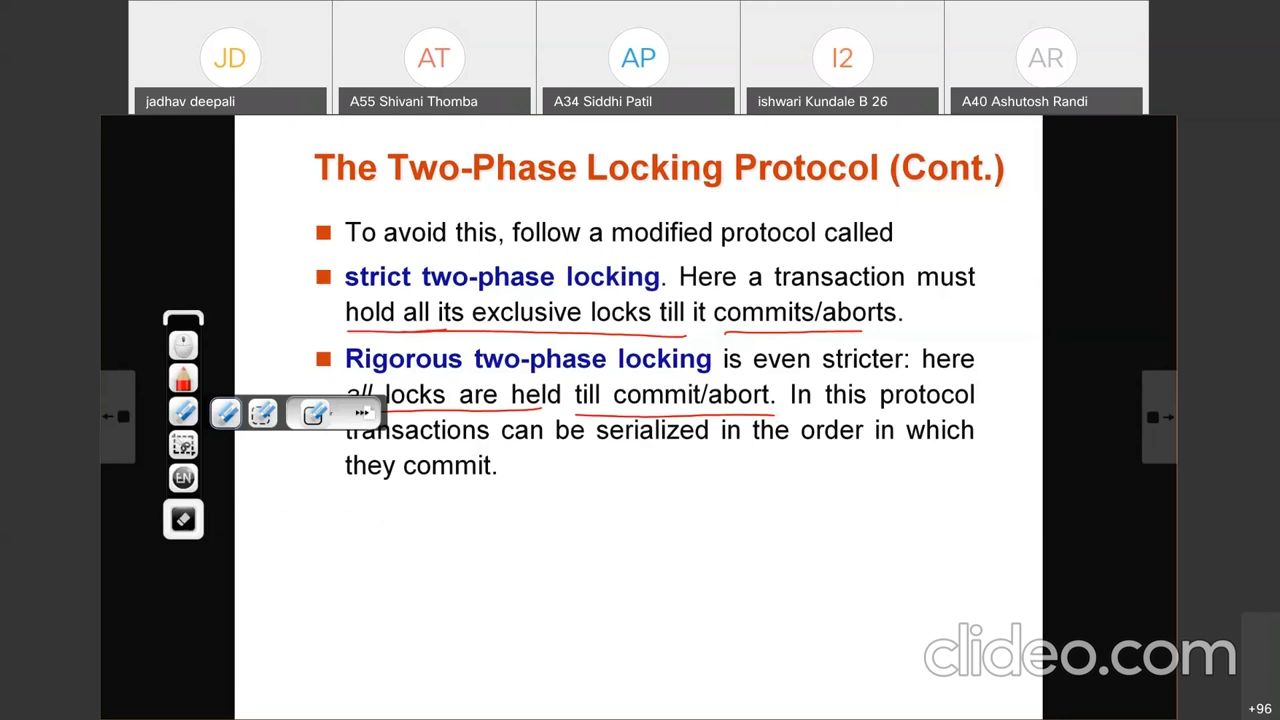 JD
AT
AP
I2
AR
jadhav deepali
A55 Shivani Thomba
A34 Siddhi Patil
ishwari Kundale B 26
A40 Ashutosh Randi
The Two-Phase Locking Protocol (Cont.)
To avoid this, follow a modified protocol called
strict two-phase locking. Here a transaction must
hold all its exclusive locks till it commits/aborts.
Rigorous two-phase locking is even stricter: here
all locks are held till commit/abort. In this protocol
transactions can be serialized in the order in which
they commit.
EN
clideo.com
+96